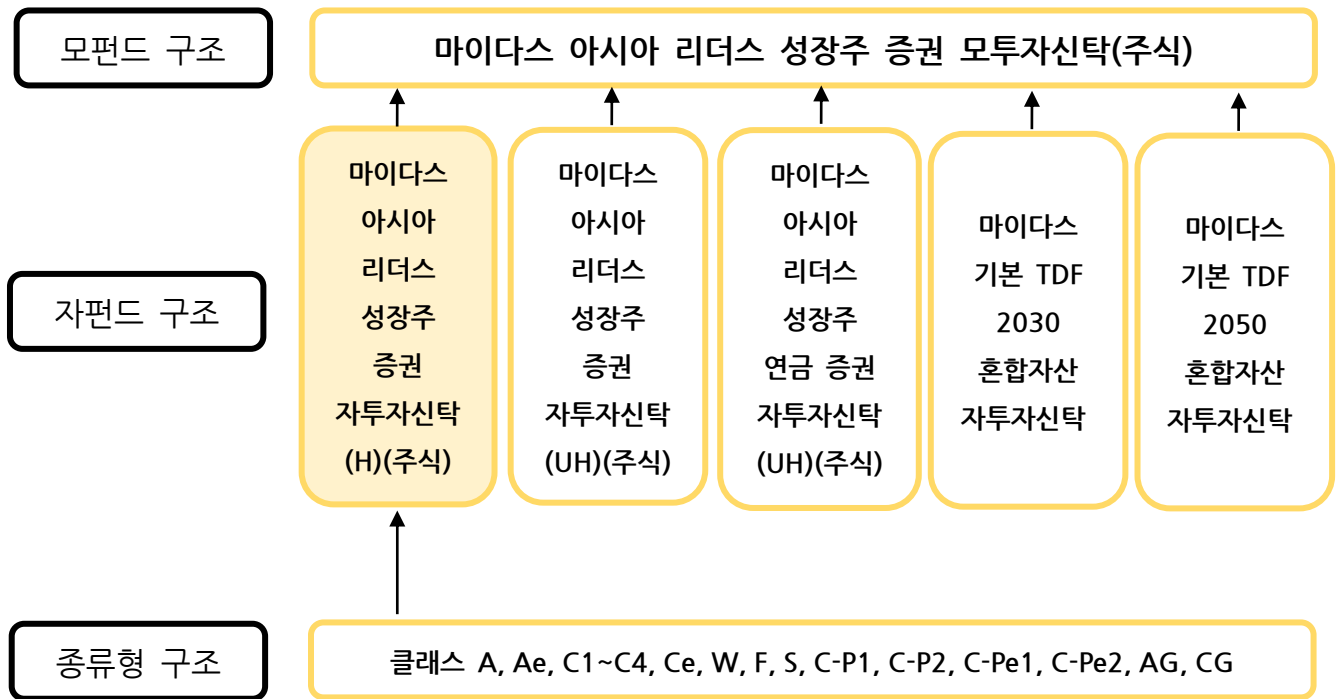 모펀드 구조
마이다스 아시아 리더스 성장주 증권 모투자신탁(주식)
자펀드 구조
마이다스
아시아
리더스
성장주
증권
자투자신탁
(H)(주식)
마이다스
아시아
리더스
성장주
증권
자투자신탁
(UH)(주식)
마이다스
아시아
리더스
성장주
연금 증권
자투자신탁
(UH)(주식)
마이다스
기본 TDF
2030
혼합자산
자투자신탁
마이다스
기본 TDF
2050
혼합자산
자투자신탁
종류형 구조
클래스 A, Ae, C1~C4, Ce, W, F, S, C-P1, C-P2, C-Pe1, C-Pe2, AG, CG